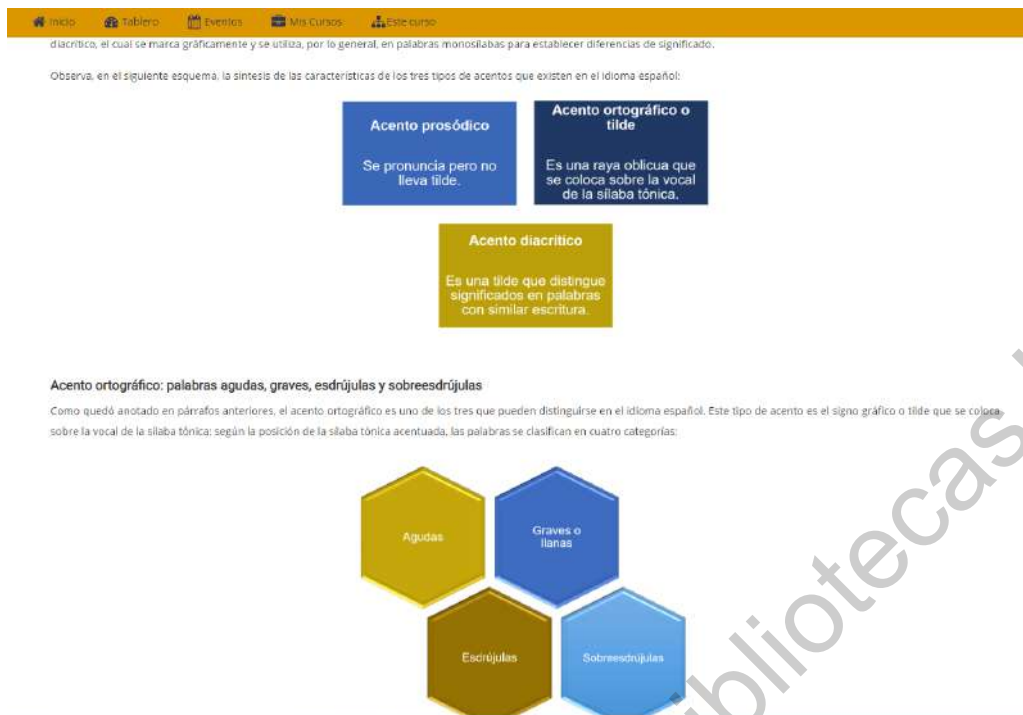 Inicio Tablero Eventos Mis Cursos Este curso
diacrítico, el cual se marca gráficamente y se utiliza, por lo general, en palabras monosílabas para establecer diferencias de significado.
Observa, en el siguiente esquema, la síntesis de las características de los tres tipos de acentos que existen en el idioma español:
Acento prosódico
Se pronuncia pero no
lleva tilde.
Acento ortográfico o
tilde
Es una raya oblicua que
se coloca sobre la vocal
de la sílaba tónica.
Acento diacrítico
Es una tilde que distingue
significados en palabras
con similar escritura.
Acento ortográfico: palabras agudas, graves, esdrújulas y sobreesdrújulas
Como quedó anotado en párrafos anteriores, el acento ortográfico es uno de los tres que pueden distinguirse en el idioma español. Este tipo de acento es el signo gráfico o tilde que se coloca
sobre la vocal de la sílaba tónica; según la posición de la sílaba tónica acentuada, las palabras se clasifican en cuatro categorías:
Agudas
Graves o
llanas
Esdrújulas
Sobreesdrújulas